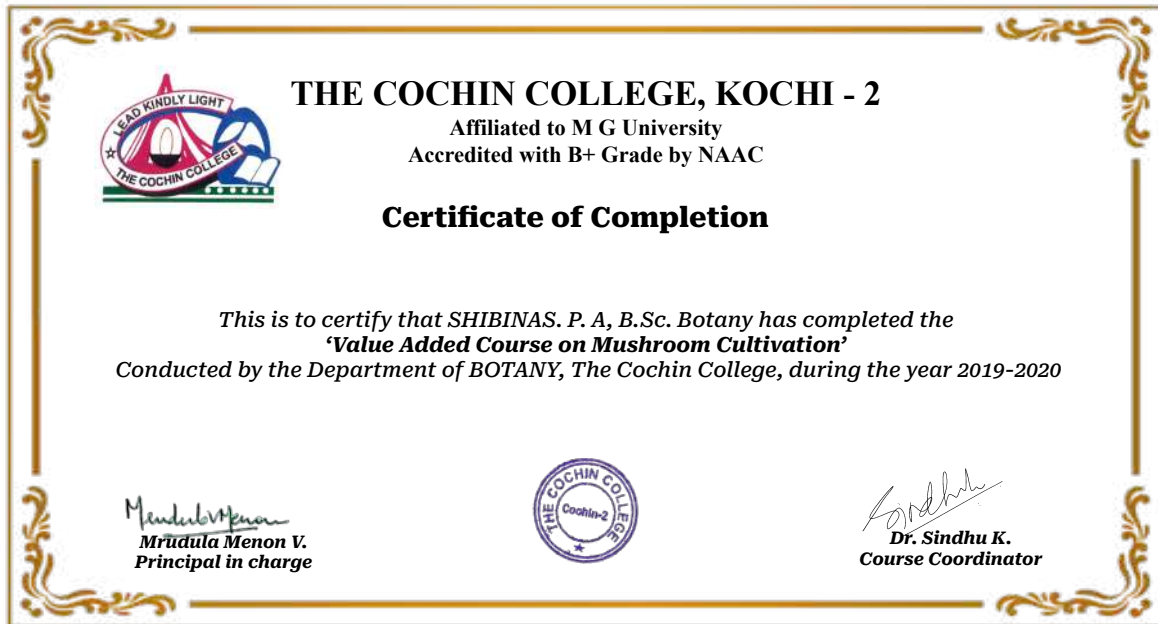 LEAD KINDLY LIGHT
THE COCHIN COLLEGE
THE COCHIN COLLEGE, KOCHI - 2
Affiliated to M G University
Accredited with B+ Grade by NAAC
Certificate of Completion
This is to certify that SHIBINAS. P. A, B.Sc. Botany has completed the
‘Value Added Course on Mushroom Cultivation’
Conducted by the Department of BOTANY, The Cochin College, during the year 2019-2020
THE COCHIN COLLEGE
Cochin-2
Sindhu
Mrudula Menon V.
Principal in charge
Dr. Sindhu K.
Course Coordinator